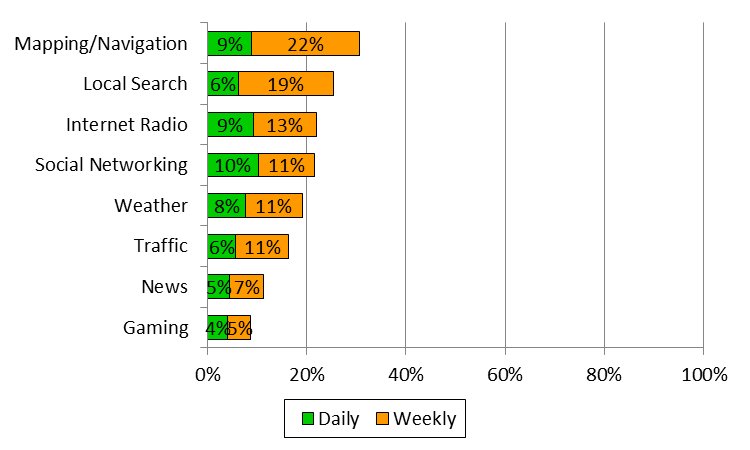 Mapping/Navigation 9% 22%
Local Search 6% 19%
Internet Radio 9% 13%
Social Networking 10% 11%
Weather 8% 11%
Traffic 6% 11%
News 5% 7%
Gaming 4% 5%
0% 20% 40% 60% 80% 100%
Daily Weekly